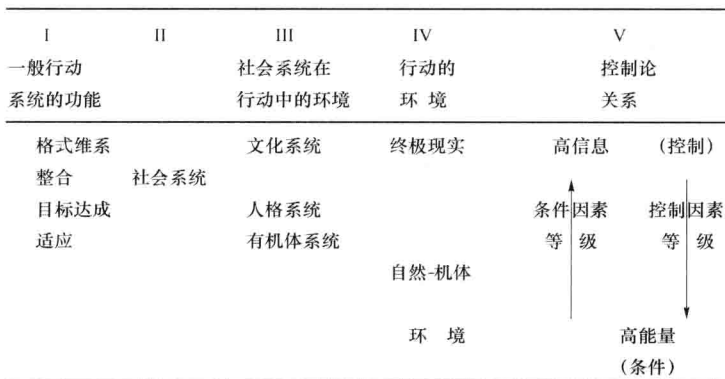 I II III IV V
一般行动 社会系统在 行动的 控制论
系统的功能 行动中的环境 环 境 关系
格式维系 文化系统 终极现实 高信息 (控制)
整合 社会系统
目标达成 人格系统 条件因素 控制因素
适应 有机体系统 等 级 等 级
自然-机体
环 境 高能量
(条件)